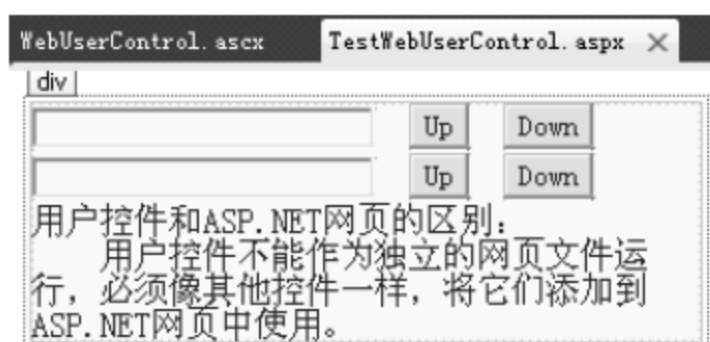 WebUserControl.ascx TestWebUserControl.aspx ×
div
Up Down
Up Down
用户控件和ASP.NET网页的区别：
用户控件不能作为独立的网页文件运
行，必须像其他控件一样，将它们添加到
ASP.NET网页中使用。